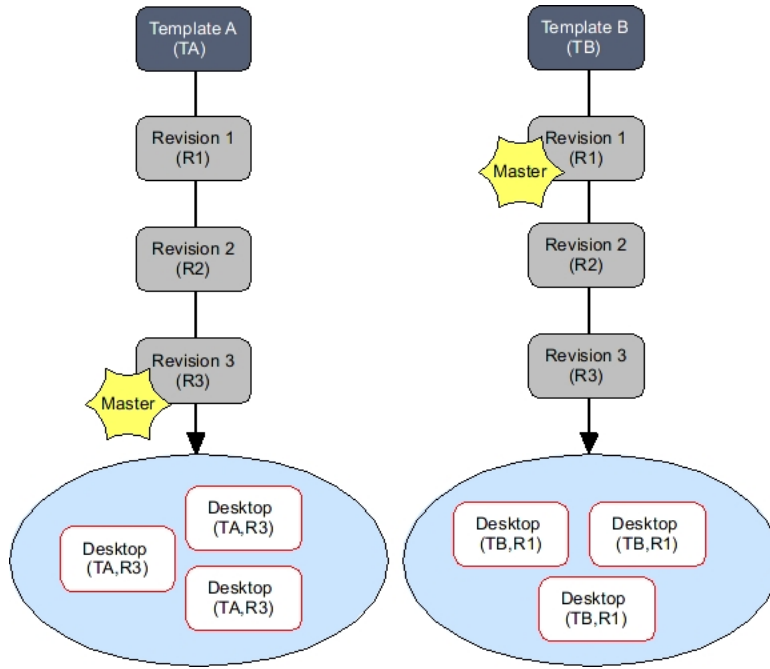 Template A
(TA)
Revision 1
(R1)
Revision 2
(R2)
Revision 3
(R3)
Master
Desktop
(TA,R3)
Desktop
(TA,R3)
Desktop
(TA,R3)
Template B
(TB)
Revision 1
(R1)
Master
Revision 2
(R2)
Revision 3
(R3)
Desktop
(TB,R1)
Desktop
(TB,R1)
Desktop
(TB,R1)